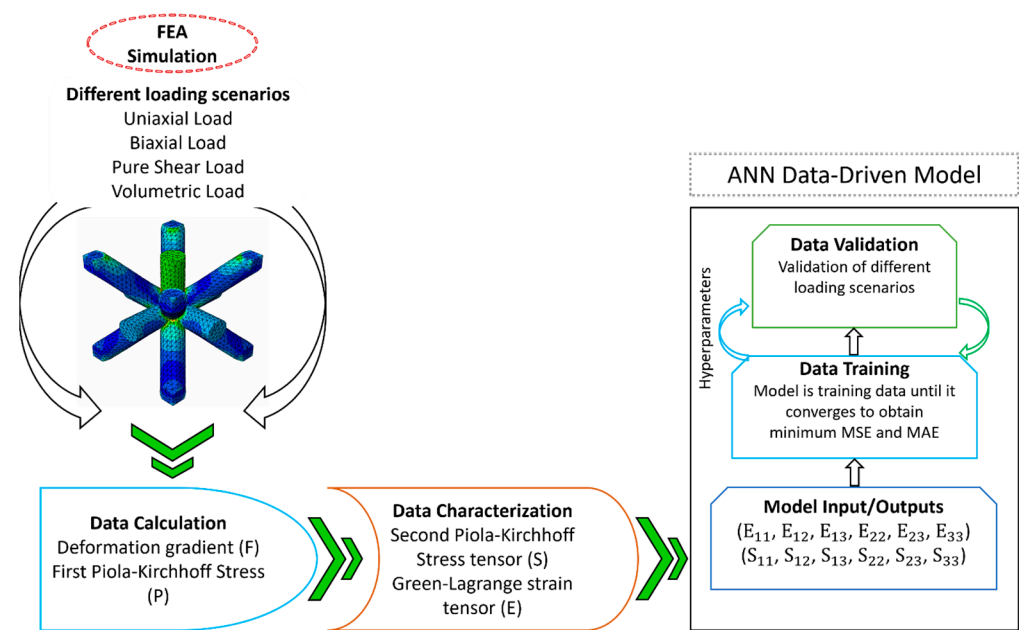 FEA
Simulation
Different loading scenarios
Uniaxial Load
Biaxial Load
Pure Shear Load
Volumetric Load
Data Calculation
Deformation gradient (F)
First Piola-Kirchhoff Stress
(P)
Data Characterization
Second Piola-Kirchhoff
Stress tensor (S)
Green-Lagrange strain
tensor (E)
ANN Data-Driven Model
Hyperparameters
Data Validation
Validation of different
loading scenarios
Data Training
Model is training data until it
converges to obtain
minimum MSE and MAE
Model Input/Outputs
(E₁₁, E₁₂, E₁₃, E₂₂, E₂₃, E₃₃)
(S₁₁, S₁₂, S₁₃, S₂₂, S₂₃, S₃₃)